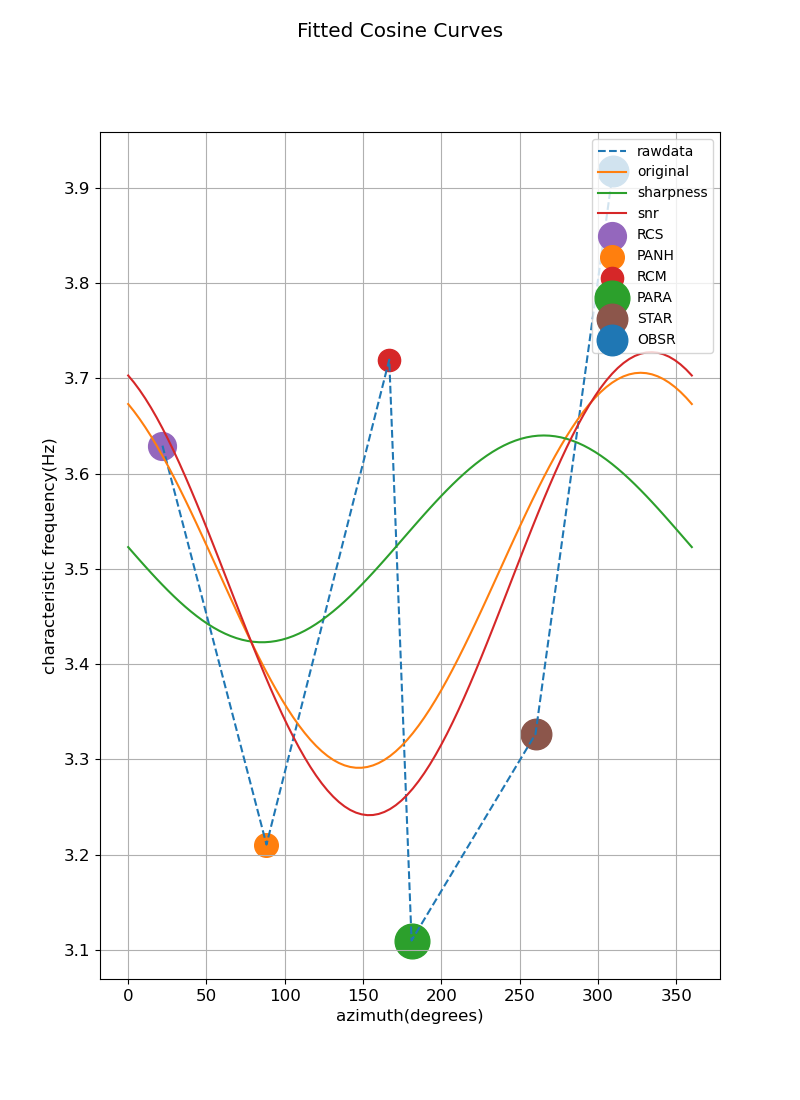 Fitted Cosine Curves
rawdata
original
sharpness
snr
RCS
PANH
RCM
PARA
STAR
OBSR
3.9
3.8
3.7
3.6
3.5
3.4
3.3
3.2
3.1
characteristic frequency(Hz)
0 50 100 150 200 250 300 350
azimuth(degrees)